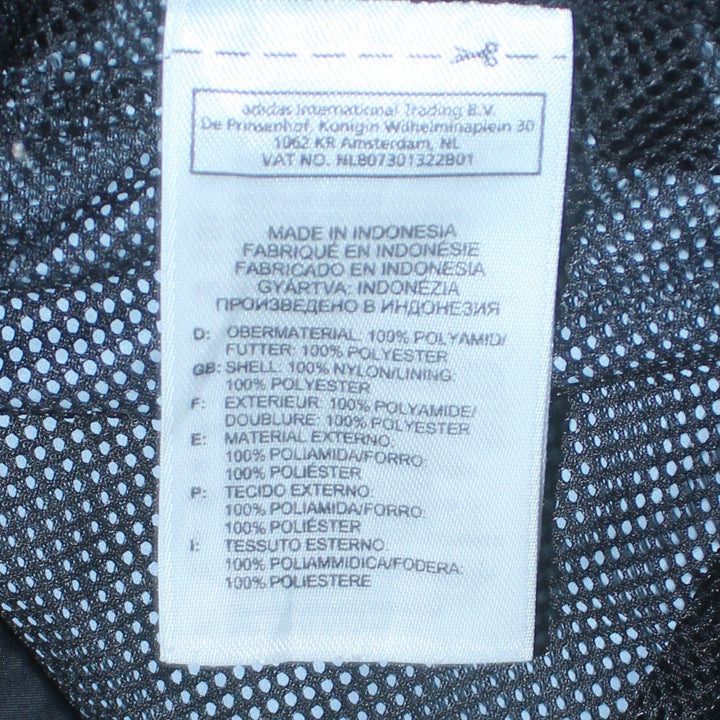 adidas International Trading B.V.
De Prinsenhof, Koningin Wilhelminaplein 30
1062 KR Amsterdam, NL
VAT NO. NL807301322B01
MADE IN INDONESIA
FABRIQUÉ EN INDONÉSIE
FABRICADO EN INDONESIA
GYÁRTVA: INDONÉZIA
ПРОИЗВЕДЕНО В ИНДОНЕЗИЯ
D: OBERMATERIAL: 100% POLYAMID/
FUTTER: 100% POLYESTER
GB: SHELL: 100% NYLON/LINING:
100% POLYESTER
F: EXTERIEUR: 100% POLYAMIDE/
DOUBLURE: 100% POLYESTER
E: MATERIAL EXTERNO:
100% POLIAMIDA/FORRO:
100% POLIÉSTER
P: TECIDO EXTERNO:
100% POLIAMIDA/FORRO:
100% POLIÉSTER
I: TESSUTO ESTERNO:
100% POLIAMMIDICA/FODERA:
100% POLIESTERE